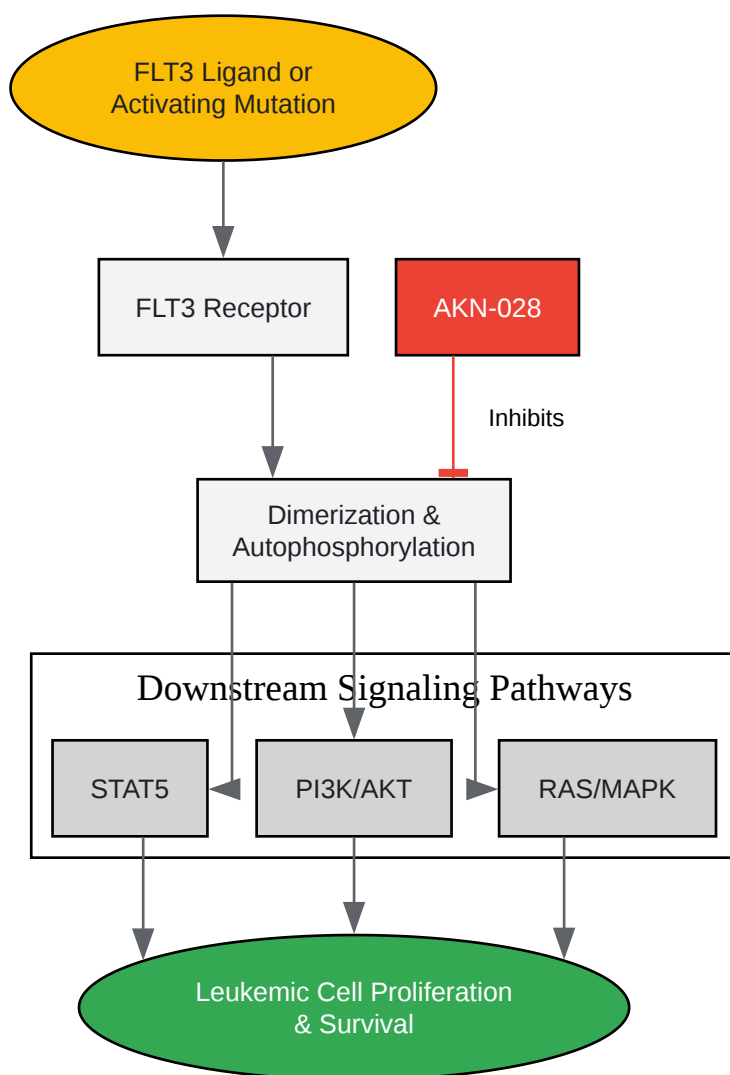 FLT3 Ligand or
Activating Mutation
FLT3 Receptor
AKN-028
Inhibits
Dimerization &
Autophosphorylation
Downstream Signaling Pathways
STAT5
PI3K/AKT
RAS/MAPK
Leukemic Cell Proliferation
& Survival